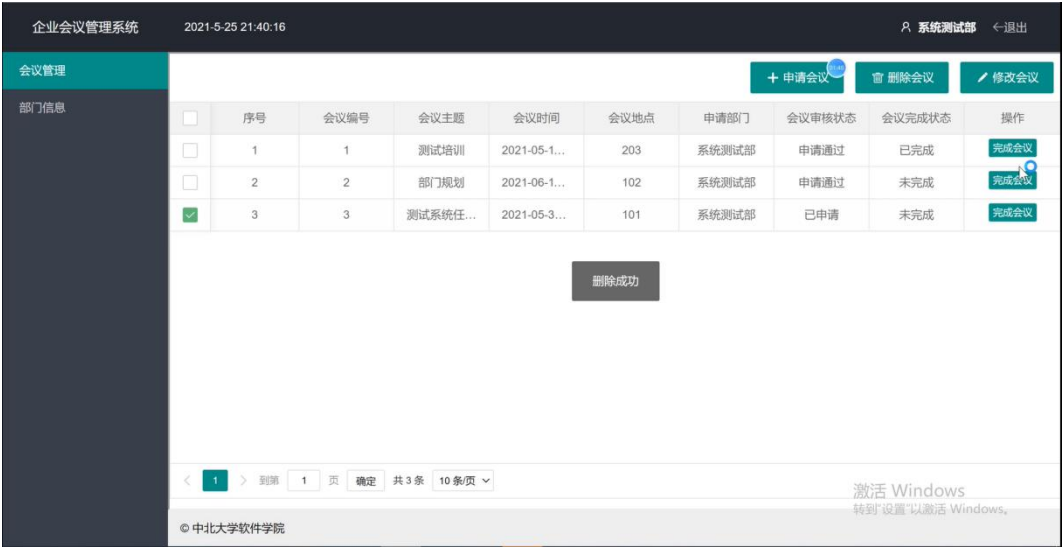 企业会议管理系统 2021-5-25 21:40:16 系统测试部 ←退出
会议管理
申请会议 删除会议 修改会议
部门信息
序号 会议编号 会议主题 会议时间 会议地点 申请部门 会议审核状态 会议完成状态 操作
1 1 测试培训 2021-05-1... 203 系统测试部 申请通过 已完成 完成会议
2 2 部门规划 2021-06-1... 102 系统测试部 申请通过 未完成 完成会议
3 3 测试系统任... 2021-05-3... 101 系统测试部 已申请 未完成 完成会议
删除成功
1 到第 1 页 确定 共 3 条 10 条/页
激活 Windows
转到"设置"以激活 Windows。
© 中北大学软件学院